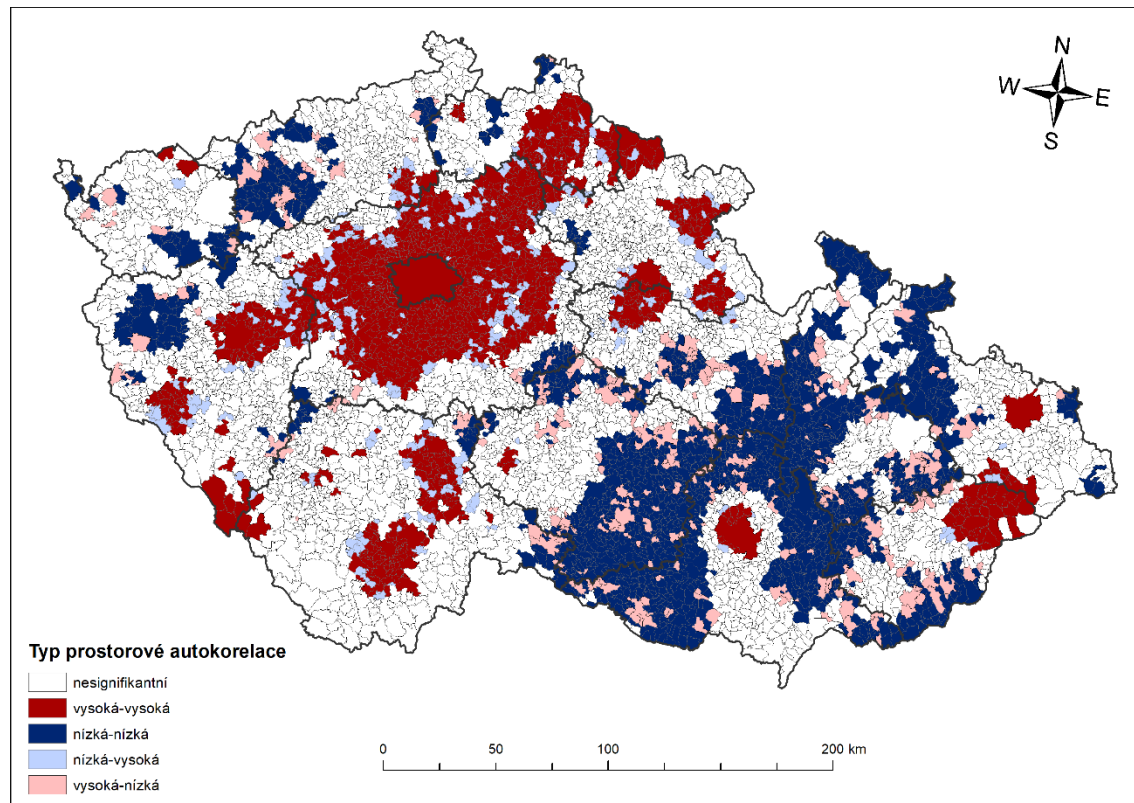 N
W
E
S
Typ prostorové autokorelace
nesignifikantní
vysoká-vysoká
nízká-nízká
nízká-vysoká
vysoká-nízká
0 50 100 200 km